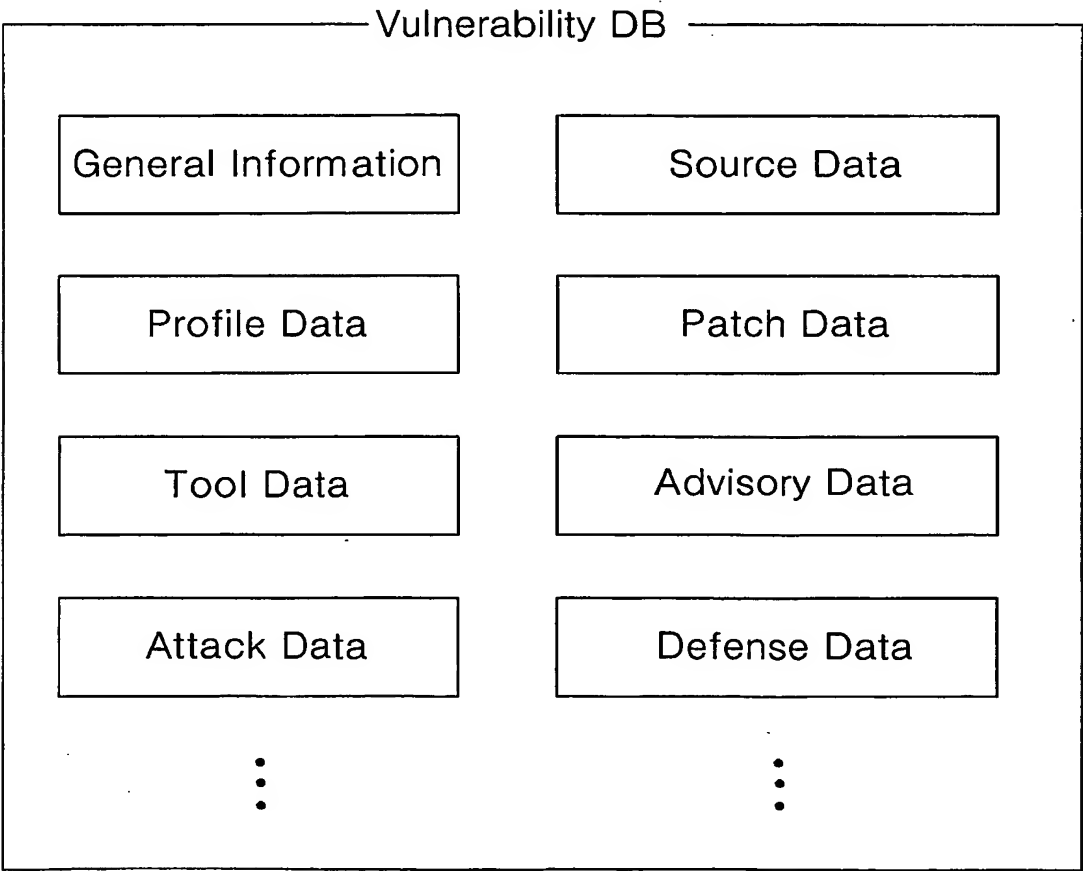 Vulnerability DB
General Information
Source Data
Profile Data
Patch Data
Tool Data
Advisory Data
Attack Data
Defense Data